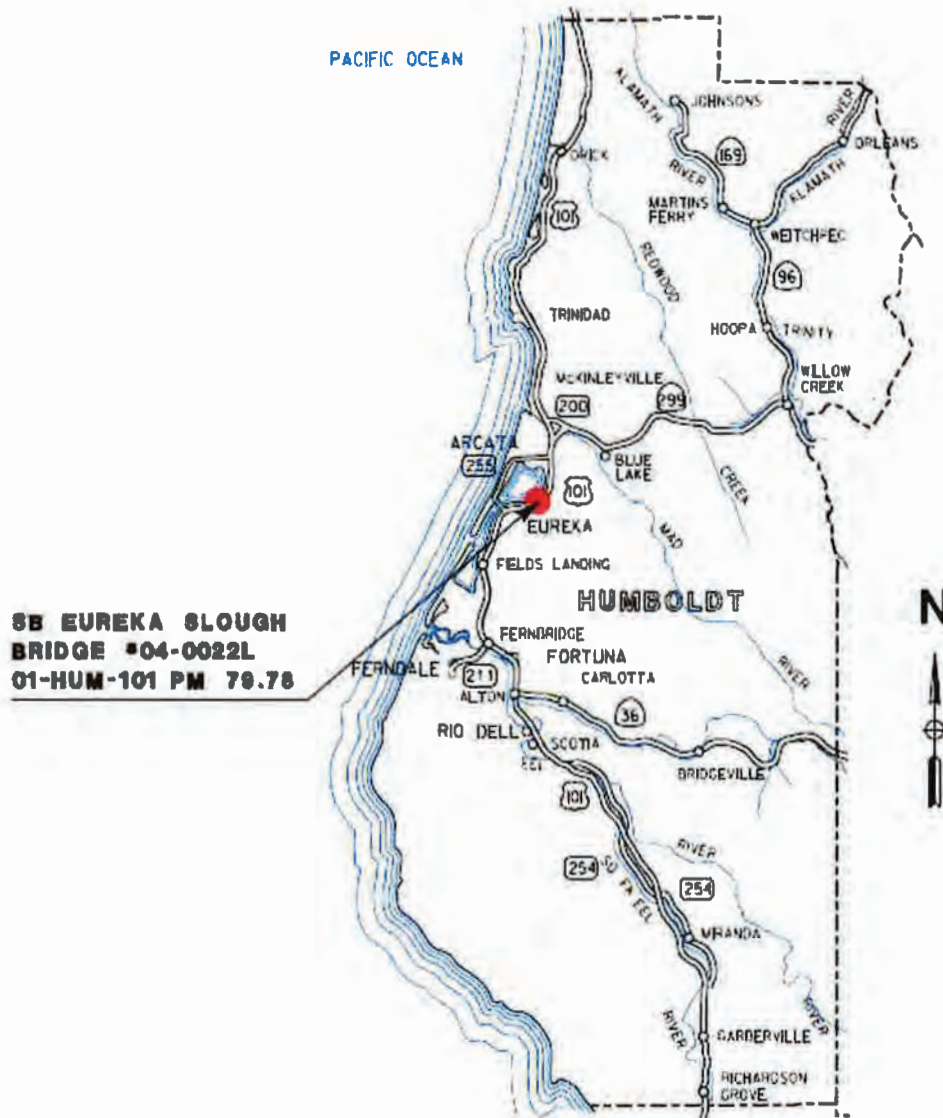 PACIFIC OCEAN
KLAMATH
RIVER
JOHNSONS
169
RIVER
ORLEANS
KLAMATH
ORICK
101
MARTINS
FERRY
WEITCHPEC
REDWOOD
96
TRINIDAD
HOOPA
TRINITY
MCKINLEYVILLE
WILLOW
CREEK
200
299
ARCATA
255
BLUE
LAKE
CREEK
101
EUREKA
MAD
FIELDS LANDING
HUMBOLDT
N
SB EUREKA SLOUGH
BRIDGE #04-0022L
01-HUM-101 PM 79.78
FERNBRIDGE
FERNDALE
FORTUNA
211
CARLOTTA
RIVER
ALTON
36
RIO DELL
SCOTIA
EEL
BRIDGEVILLE
101
RIVER
254
SO FK EEL
254
MIRANDA
RIVER
RIVER
GARBERVILLE
RICHARDSON
GROVE